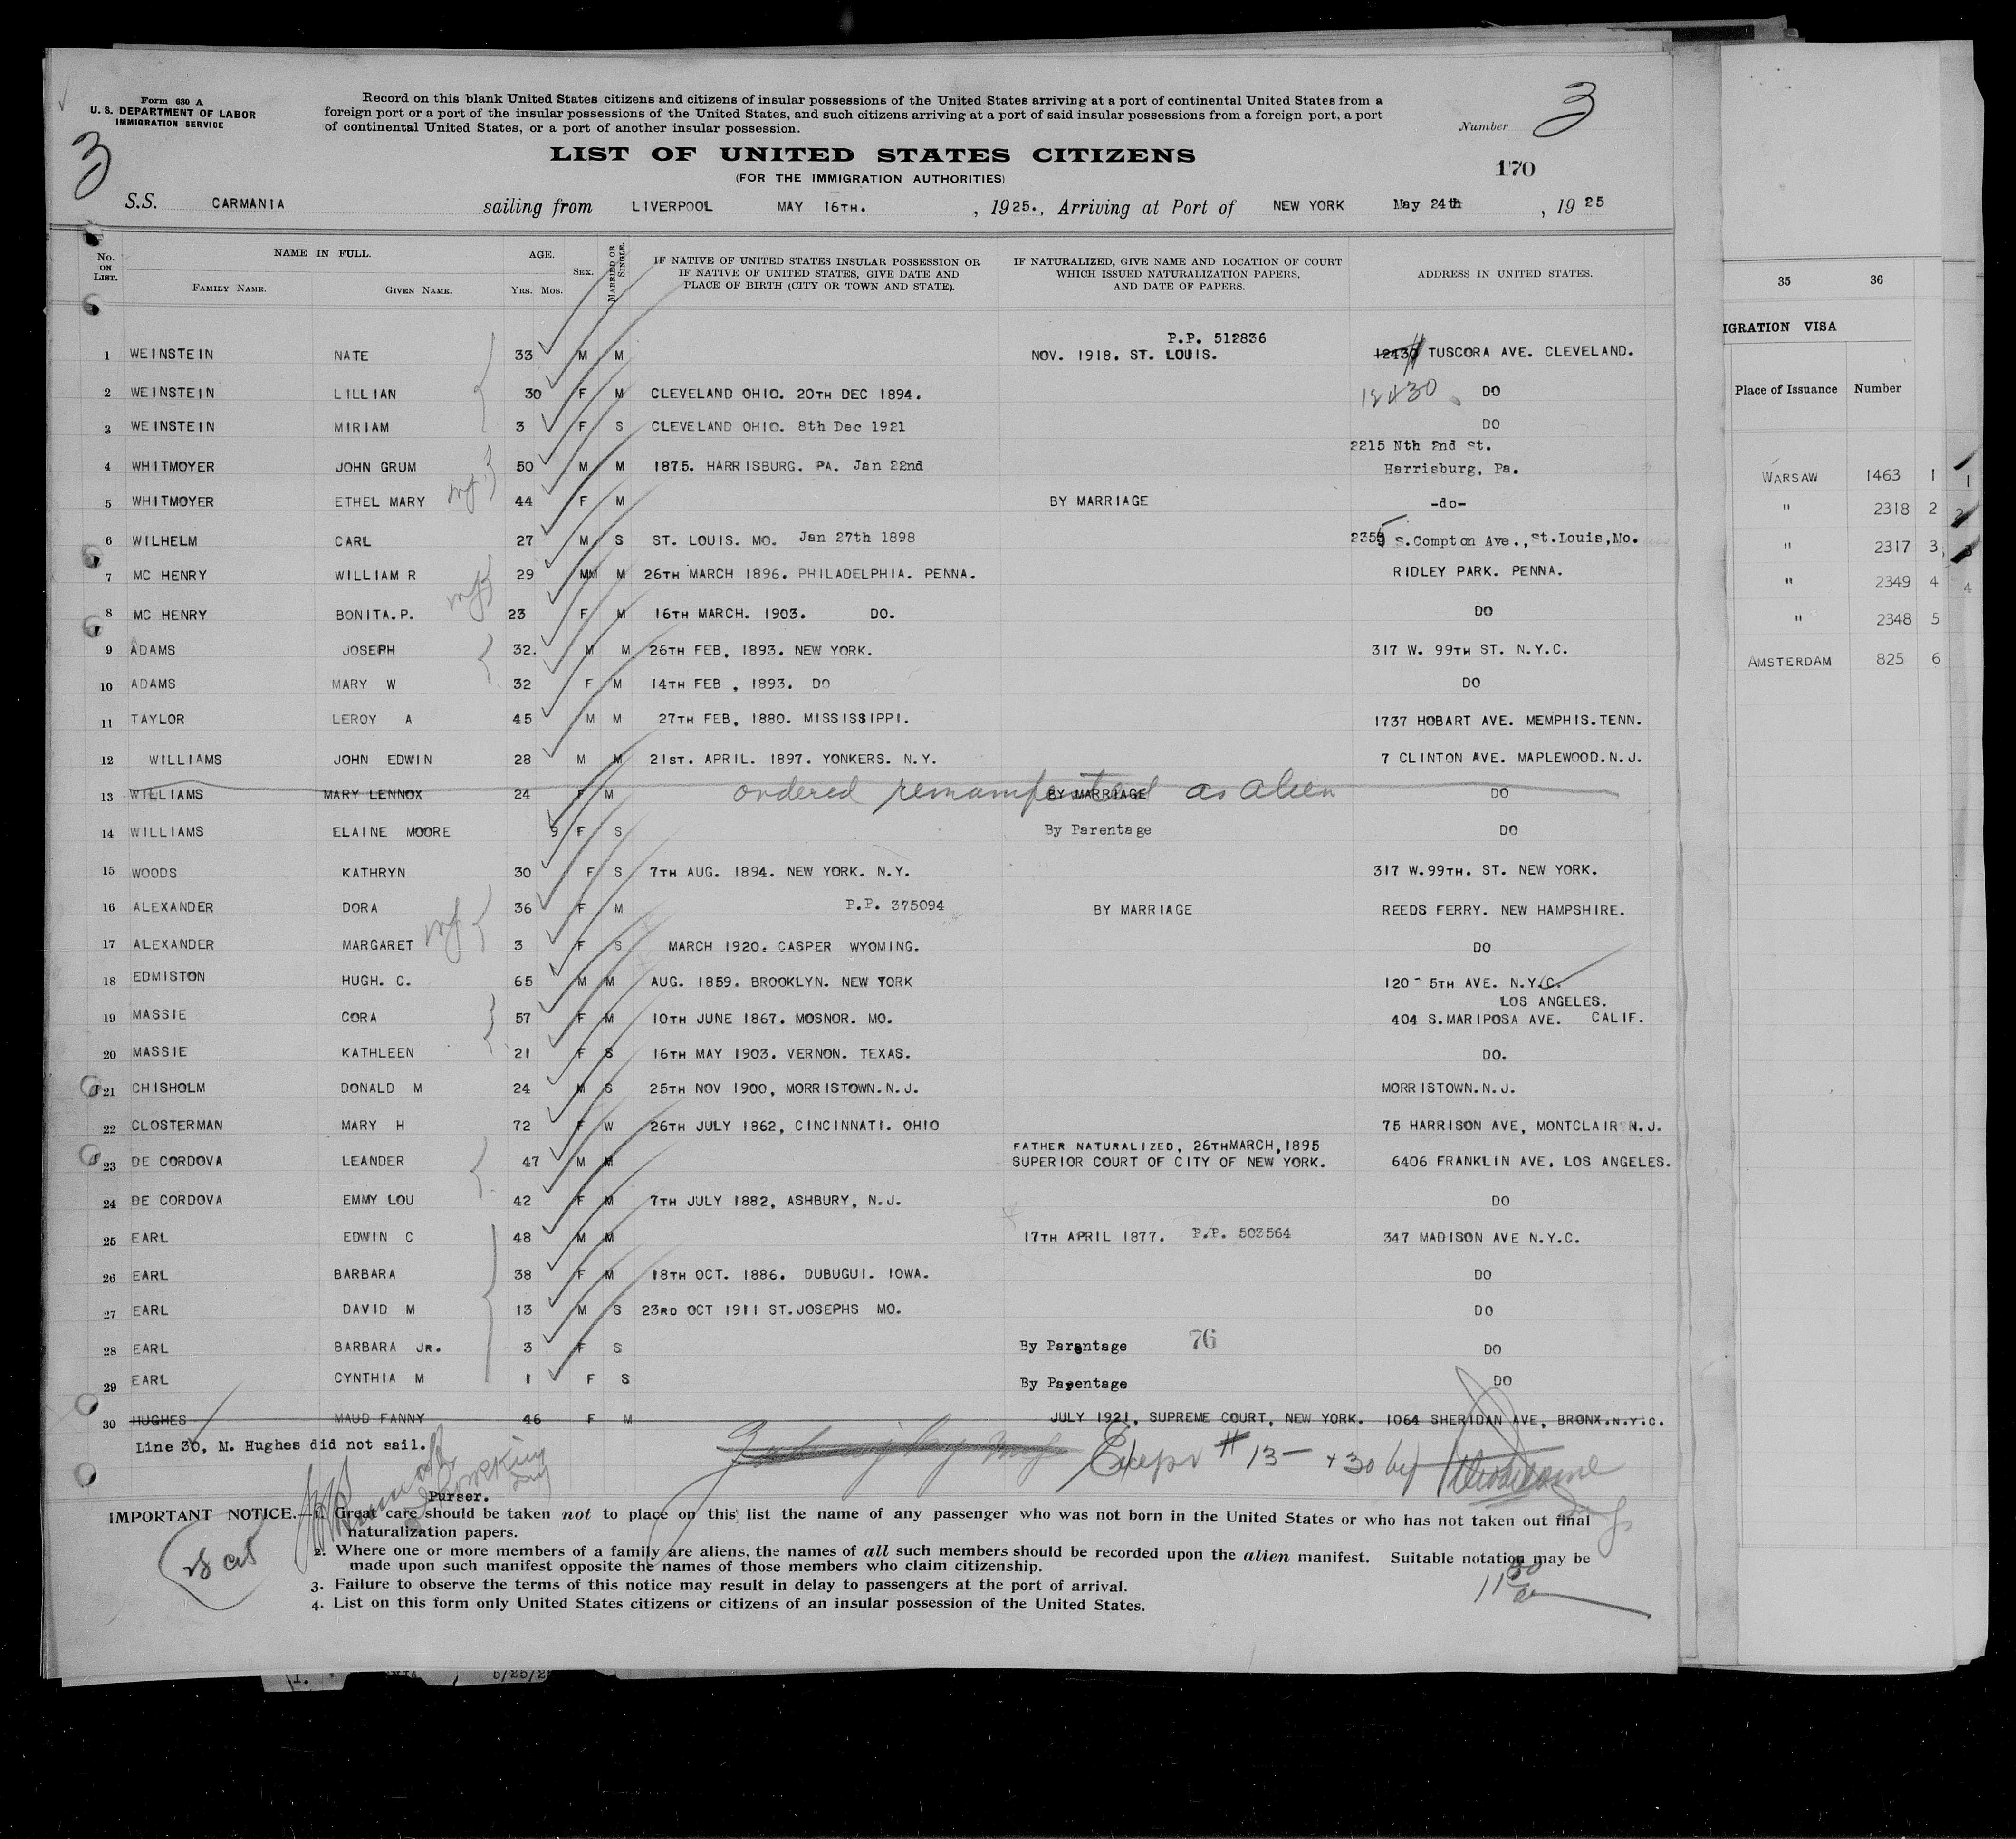 Form 630 A
U. S. DEPARTMENT OF LABOR
IMMIGRATION SERVICE
3
Record on this blank United States citizens and citizens of insular possessions of the United States arriving at a port of continental United States from a
foreign port or a port of the insular possessions of the United States, and such citizens arriving at a port of said insular possessions from a foreign port, a port
of continental United States, or a port of another insular possession.
Number 3
LIST OF UNITED STATES CITIZENS
(FOR THE IMMIGRATION AUTHORITIES)
170
S.S. CARMANIA sailing from LIVERPOOL MAY 16TH. , 1925., Arriving at Port of NEW YORK May 24th , 19 25
No. ON LIST.
NAME IN FULL.
FAMILY NAME. GIVEN NAME.
AGE.
YRS. MOS.
SEX.
MARRIED OR SINGLE.
IF NATIVE OF UNITED STATES INSULAR POSSESSION OR
IF NATIVE OF UNITED STATES, GIVE DATE AND
PLACE OF BIRTH (CITY OR TOWN AND STATE).
IF NATURALIZED, GIVE NAME AND LOCATION OF COURT
WHICH ISSUED NATURALIZATION PAPERS,
AND DATE OF PAPERS.
ADDRESS IN UNITED STATES.
P.P. 512836
1 WEINSTEIN NATE 33 M M NOV. 1918. ST. LOUIS. 12430 TUSCORA AVE. CLEVELAND.
2 WEINSTEIN LILLIAN 30 F M CLEVELAND OHIO. 20TH DEC 1894. 12430 DO
3 WEINSTEIN MIRIAM 3 F S CLEVELAND OHIO. 8th Dec 1921 DO
2215 Nth 2nd st.
4 WHITMOYER JOHN GRUM 50 M M 1875. HARRISBURG. PA. Jan 22nd Harrisburg, Pa.
5 WHITMOYER ETHEL MARY 44 F M BY MARRIAGE -do-
6 WILHELM CARL 27 M S ST. LOUIS. MO. Jan 27th 1898 2355 S.Compton Ave.,St.Louis,Mo.
7 MC HENRY WILLIAM R 29 MM M 26TH MARCH 1896. PHILADELPHIA. PENNA. RIDLEY PARK. PENNA.
8 MC HENRY BONITA.P. 23 F M 16TH MARCH. 1903. DO. DO
9 ADAMS JOSEPH 32. M M 26TH FEB, 1893. NEW YORK. 317 W. 99TH ST. N.Y.C.
10 ADAMS MARY W 32 F M 14TH FEB , 1893. DO DO
11 TAYLOR LEROY A 45 M M 27TH FEB, 1880. MISSISSIPPI. 1737 HOBART AVE. MEMPHIS.TENN.
12 WILLIAMS JOHN EDWIN 28 M M 21ST. APRIL. 1897. YONKERS. N.Y. 7 CLINTON AVE. MAPLEWOOD.N.J.
13 WILLIAMS MARY LENNOX 24 F M ordered remanifested as alien BY MARRIAGE DO
14 WILLIAMS ELAINE MOORE 9 F S By Parentage DO
15 WOODS KATHRYN 30 F S 7TH AUG. 1894. NEW YORK. N.Y. 317 W.99TH. ST. NEW YORK.
16 ALEXANDER DORA 36 F M P.P. 375094 BY MARRIAGE REEDS FERRY. NEW HAMPSHIRE.
17 ALEXANDER MARGARET 3 F S MARCH 1920. CASPER WYOMING. DO
18 EDMISTON HUGH. C. 65 M M AUG. 1859. BROOKLYN. NEW YORK 120 - 5TH AVE. N.Y.C.
LOS ANGELES.
19 MASSIE CORA 57 F M 10TH JUNE 1867. MOSNOR. MO. 404 S.MARIPOSA AVE. CALIF.
20 MASSIE KATHLEEN 21 F S 16TH MAY 1903. VERNON. TEXAS. DO.
21 CHISHOLM DONALD M 24 M S 25TH NOV 1900, MORRISTOWN.N.J. MORRISTOWN.N.J.
22 CLOSTERMAN MARY H 72 F W 26TH JULY 1862, CINCINNATI. OHIO 75 HARRISON AVE, MONTCLAIR N.J.
FATHER NATURALIZED, 26THMARCH,1895
23 DE CORDOVA LEANDER 47 M M SUPERIOR COURT OF CITY OF NEW YORK. 6406 FRANKLIN AVE. LOS ANGELES.
24 DE CORDOVA EMMY LOU 42 F M 7TH JULY 1882, ASHBURY, N.J. DO
25 EARL EDWIN C 48 M M 17TH APRIL 1877. P.P. 503564 347 MADISON AVE N.Y.C.
26 EARL BARBARA 38 F M 18TH OCT. 1886. DUBUGUI. IOWA. DO
27 EARL DAVID M 13 M S 23RD OCT 1911 ST.JOSEPHS MO. DO
28 EARL BARBARA JR. 3 F S By Parentage 76 DO
29 EARL CYNTHIA M 1 F S By Parentage DO
30 HUGHES MAUD FANNY 46 F M JULY 1921, SUPREME COURT, NEW YORK. 1064 SHERIDAN AVE, BRONX.N.Y.C.
Line 30, M. Hughes did not sail.
Except # 13 - + 30 by
Purser.
IMPORTANT NOTICE.—1. Great care should be taken not to place on this list the name of any passenger who was not born in the United States or who has not taken out final
naturalization papers.
2. Where one or more members of a family are aliens, the names of all such members should be recorded upon the alien manifest. Suitable notation may be
made upon such manifest opposite the names of those members who claim citizenship.
3. Failure to observe the terms of this notice may result in delay to passengers at the port of arrival.
4. List on this form only United States citizens or citizens of an insular possession of the United States.
35 36
IGRATION VISA
Place of Issuance Number
WARSAW 1463 1 1
" 2318 2 2
" 2317 3 3
" 2349 4 4
" 2348 5
AMSTERDAM 825 6